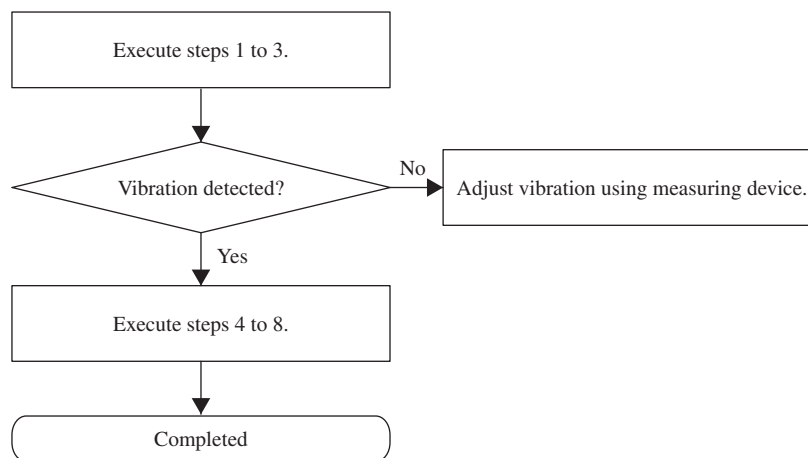 Execute steps 1 to 3.
Vibration detected?
No
Adjust vibration using measuring device.
Yes
Execute steps 4 to 8.
Completed